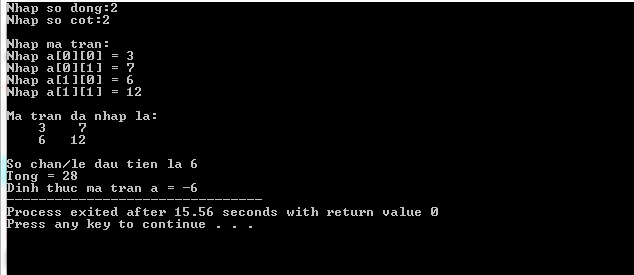 Nhap so dong:2
Nhap so cot:2
Nhap ma tran:
Nhap a[0][0] = 3
Nhap a[0][1] = 7
Nhap a[1][0] = 6
Nhap a[1][1] = 12
Ma tran da nhap la:
3 7
6 12
So chan/le dau tien la 6
Tong = 28
Dinh thuc ma tran a = -6
--------------------------------
Process exited after 15.56 seconds with return value 0
Press any key to continue . . .